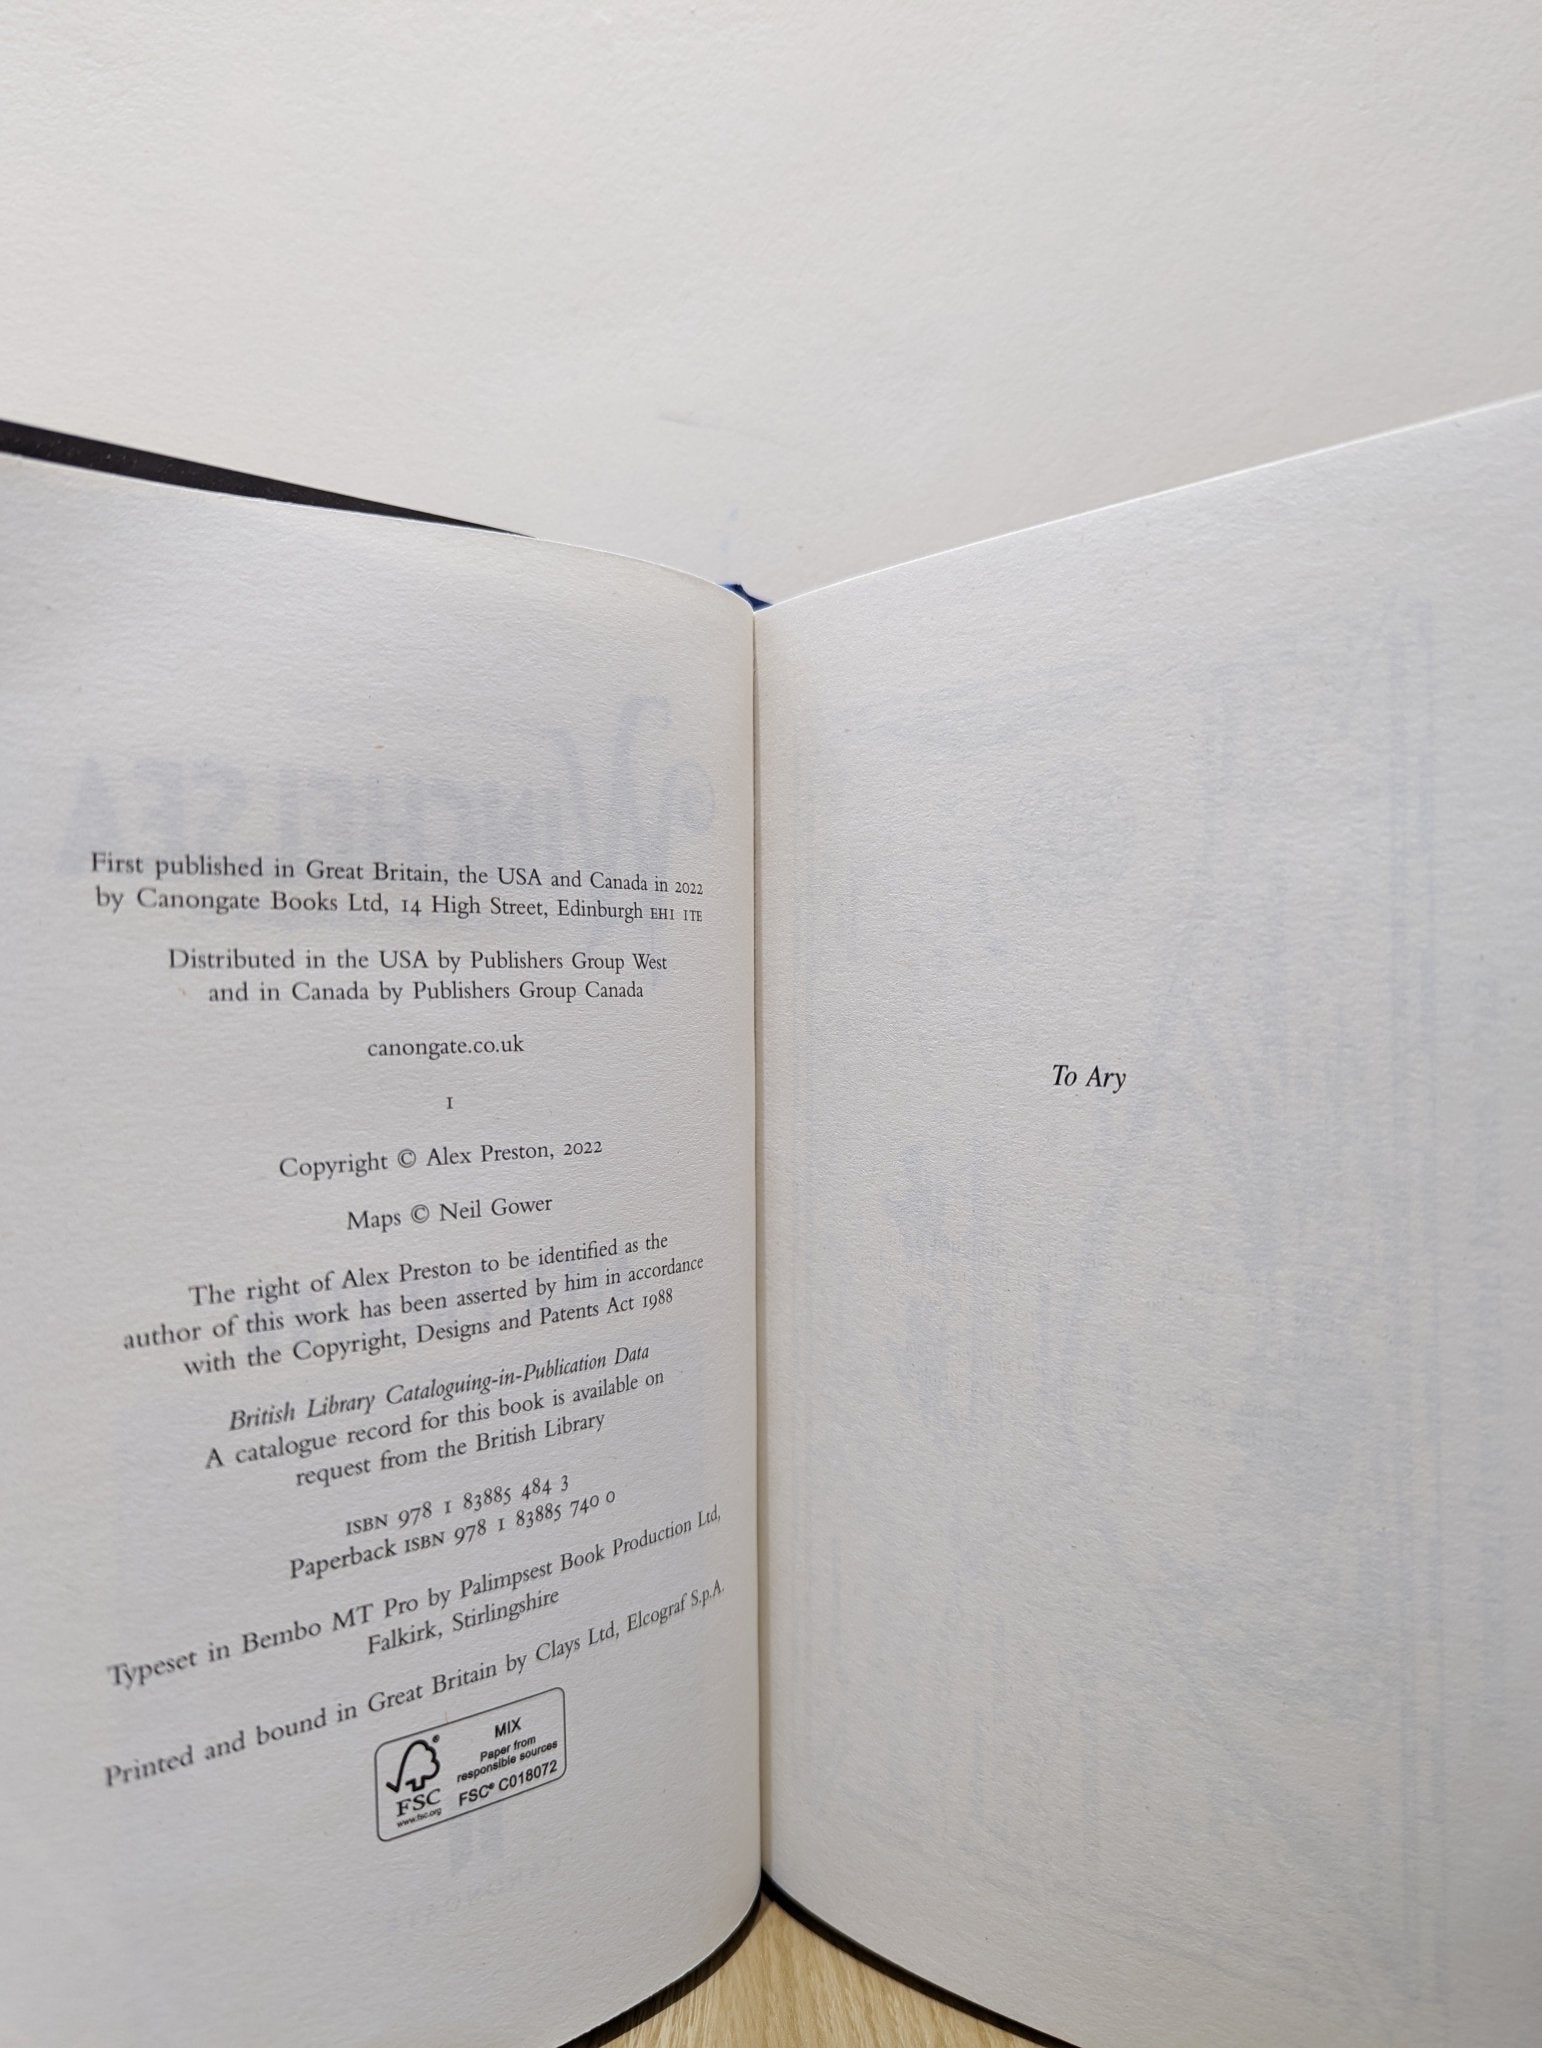 First published in Great Britain, the USA and Canada in 2022
by Canongate Books Ltd, 14 High Street, Edinburgh EH1 1TE
Distributed in the USA by Publishers Group West
and in Canada by Publishers Group Canada
canongate.co.uk
1
Copyright © Alex Preston, 2022
Maps © Neil Gower
The right of Alex Preston to be identified as the
author of this work has been asserted by him in accordance
with the Copyright, Designs and Patents Act 1988
British Library Cataloguing-in-Publication Data
A catalogue record for this book is available on
request from the British Library
ISBN 978 1 83885 484 3
Paperback ISBN 978 1 83885 740 0
Typeset in Bembo MT Pro by Palimpsest Book Production Ltd,
Falkirk, Stirlingshire
Printed and bound in Great Britain by Clays Ltd, Elcograf S.p.A.
®
FSC
www.fsc.org
MIX
Paper from
responsible sources
FSC® C018072
To Ary